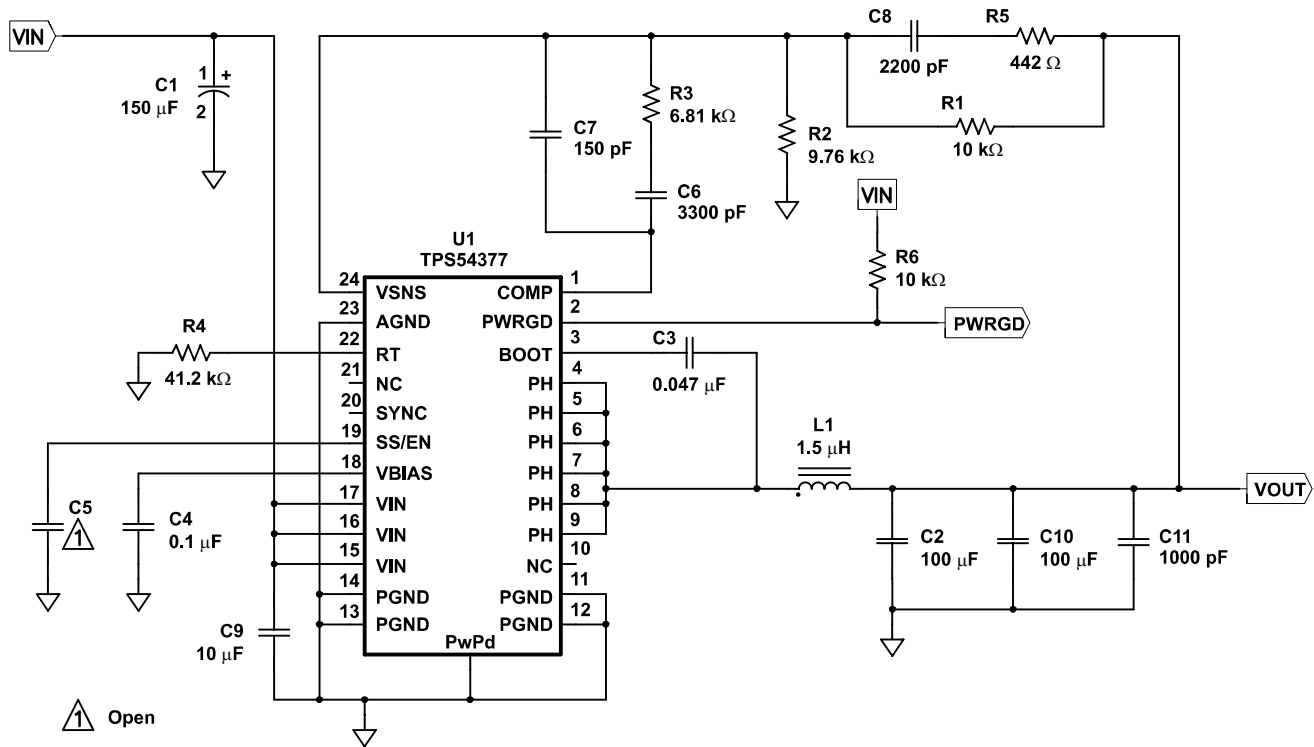 VIN
1 +
C1
150 µF
2
C8
2200 pF
R5
442 Ω
R1
10 kΩ
R3
6.81 kΩ
C7
150 pF
C6
3300 pF
R2
9.76 kΩ
VIN
R6
10 kΩ
PWRGD
U1
TPS54377
24 VSNS COMP 1
23 AGND PWRGD 2
22 RT BOOT 3
21 NC PH 4
20 SYNC PH 5
19 SS/EN PH 6
18 VBIAS PH 7
17 VIN PH 8
16 VIN PH 9
15 VIN NC 10
14 PGND PGND 11
13 PGND PGND 12
PwPd
R4
41.2 kΩ
C3
0.047 µF
L1
1.5 µH
VOUT
C5
1
C4
0.1 µF
C2
100 µF
C10
100 µF
C11
1000 pF
C9
10 µF
1 Open